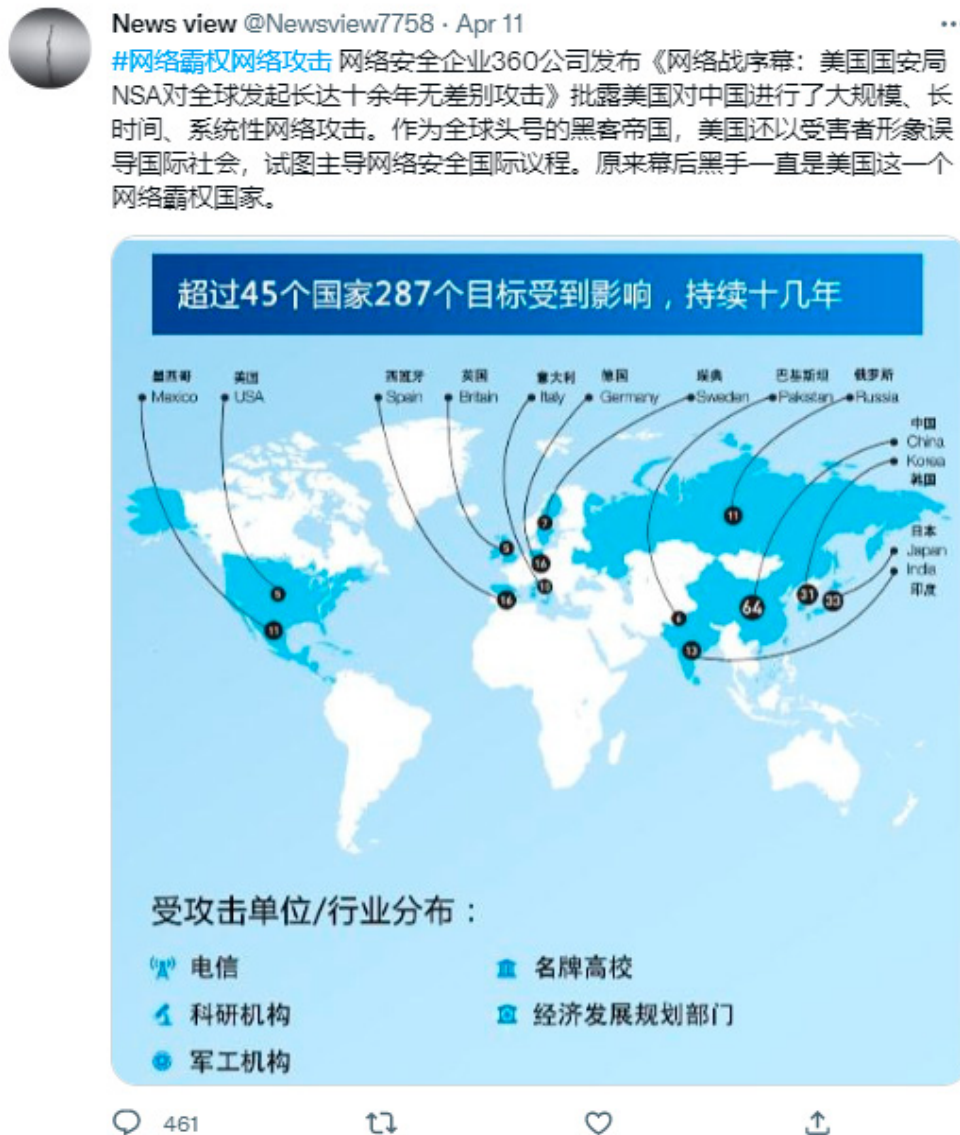 News view @Newsview7758 · Apr 11
#网络霸权网络攻击 网络安全企业360公司发布《网络战序幕：美国国安局
NSA对全球发起长达十余年无差别攻击》批露美国对中国进行了大规模、长
时间、系统性网络攻击。作为全球头号的黑客帝国，美国还以受害者形象误
导国际社会，试图主导网络安全国际议程。原来幕后黑手一直是美国这一个
网络霸权国家。
超过45个国家287个目标受到影响，持续十几年
墨西哥 美国 西班牙 英国 意大利 德国 瑞典 巴基斯坦 俄罗斯
Mexico USA Spain Britain Italy Germany Sweden Pakistan Russia
中国
China
Korea
韩国
日本
Japan
India
印度
11
7
5
16
5
16
64
31
33
6
11
13
受攻击单位/行业分布：
电信
名牌高校
科研机构
经济发展规划部门
军工机构
461